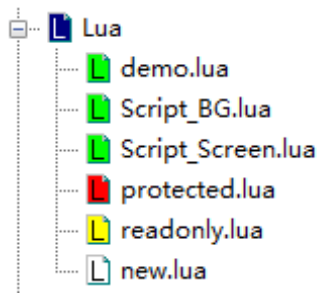 L Lua
L demo.lua
L Script_BG.lua
L Script_Screen.lua
L protected.lua
L readonly.lua
L new.lua